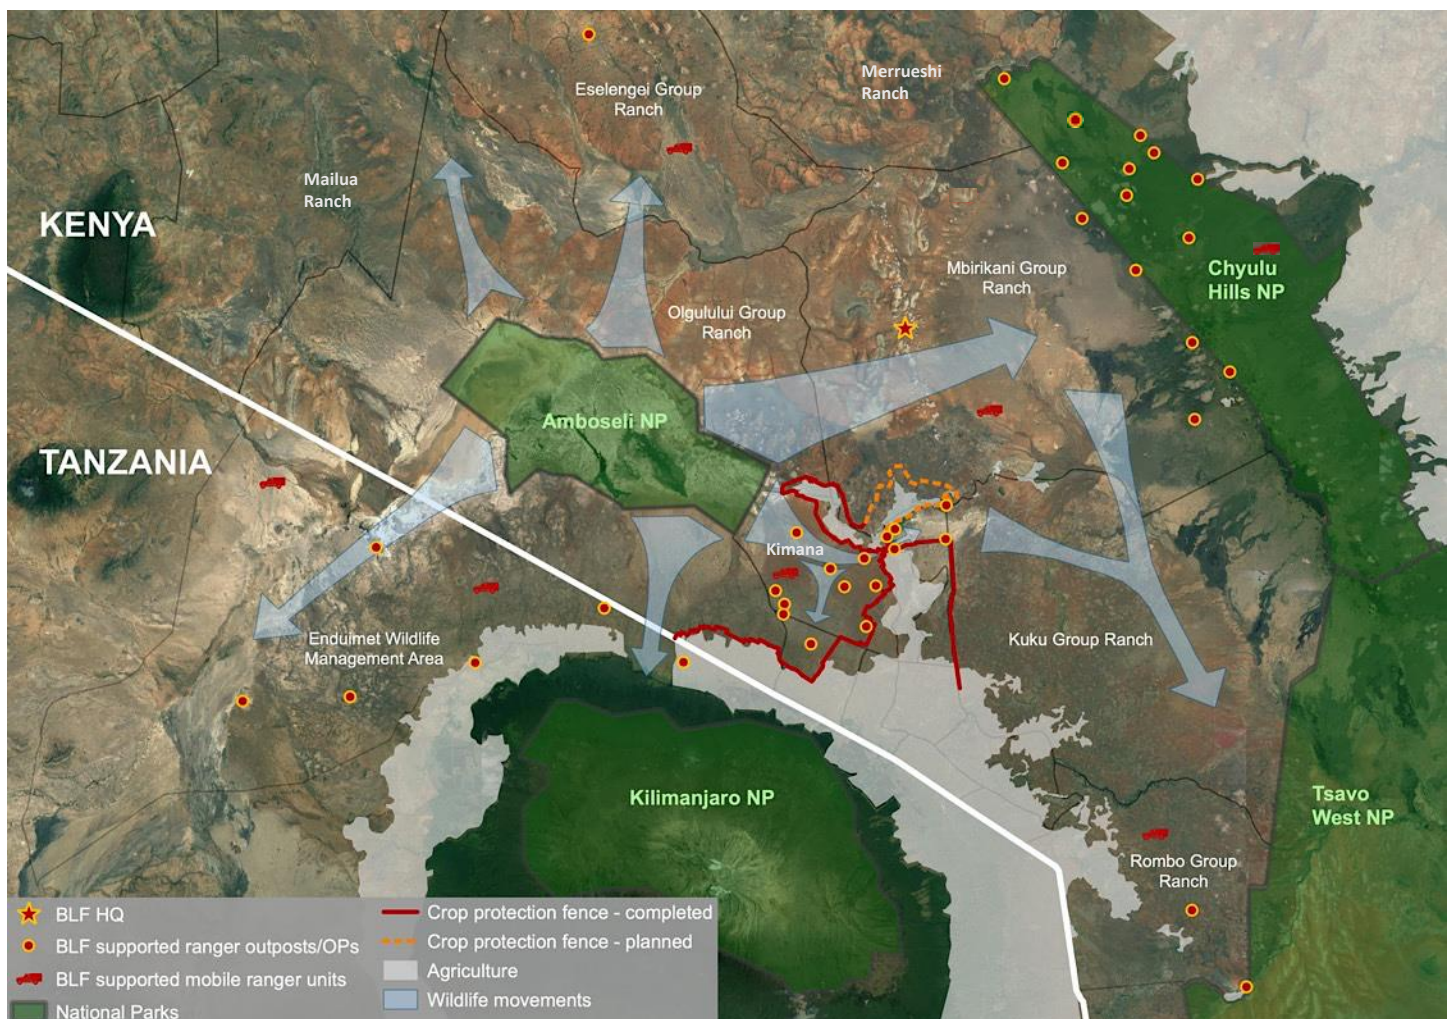 Eselengei Group
Ranch
Merrueshi
Ranch
Mailua
Ranch
KENYA
Mbirikani Group
Ranch
Chyulu
Hills NP
Olgulului Group
Ranch
Amboseli NP
TANZANIA
Kimana
Enduimet Wildlife
Management Area
Kuku Group Ranch
Kilimanjaro NP
Tsavo
West NP
Rombo Group
Ranch
BLF HQ
BLF supported ranger outposts/OPs
BLF supported mobile ranger units
National Parks
Crop protection fence - completed
Crop protection fence - planned
Agriculture
Wildlife movements